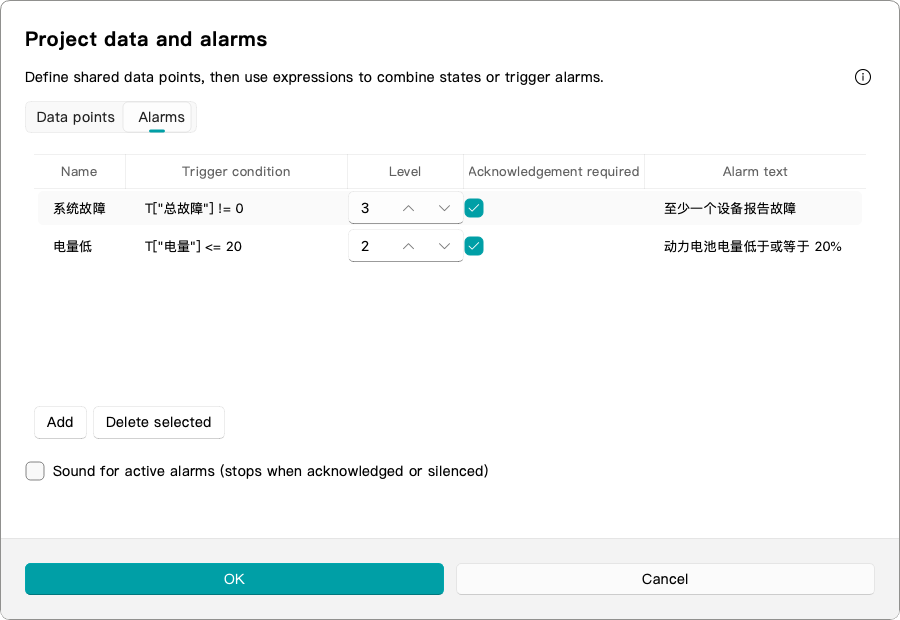 Project data and alarms
Define shared data points, then use expressions to combine states or trigger alarms.
Data points Alarms
Name Trigger condition Level Acknowledgement required Alarm text
系统故障 T["总故障"] != 0 3 至少一个设备报告故障
电量低 T["电量"] <= 20 2 动力电池电量低于或等于 20%
Add Delete selected
Sound for active alarms (stops when acknowledged or silenced)
OK Cancel